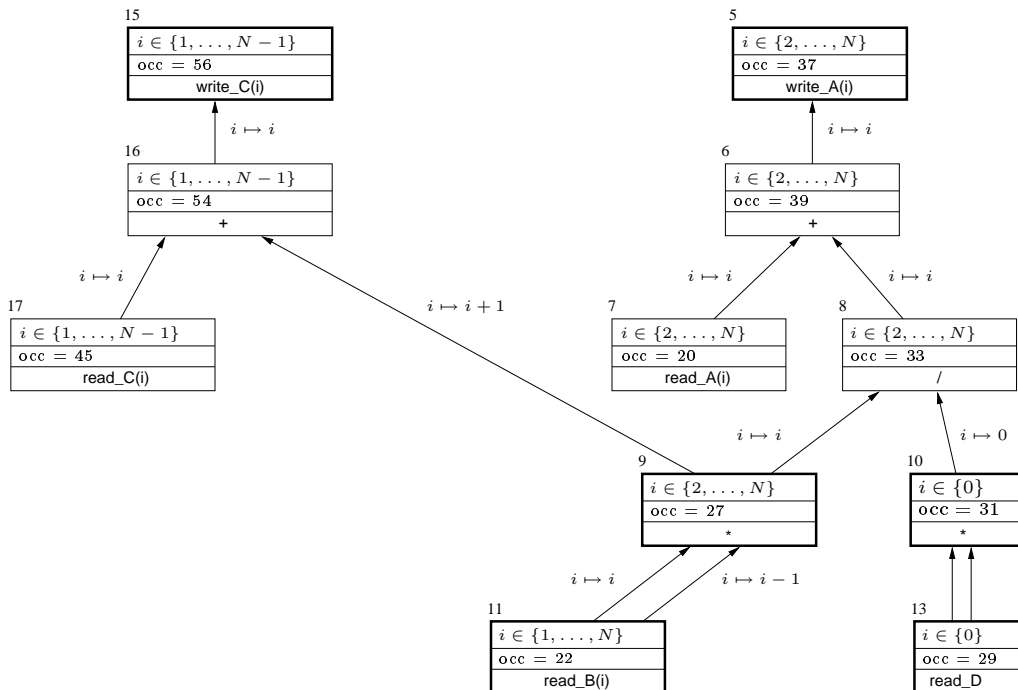 15
i ∈ {1, . . . , N − 1}
occ = 56
write_C(i)
5
i ∈ {2, . . . , N}
occ = 37
write_A(i)
i ↦ i
i ↦ i
16
i ∈ {1, . . . , N − 1}
occ = 54
+
6
i ∈ {2, . . . , N}
occ = 39
+
i ↦ i
i ↦ i + 1
i ↦ i
i ↦ i
17
i ∈ {1, . . . , N − 1}
occ = 45
read_C(i)
7
i ∈ {2, . . . , N}
occ = 20
read_A(i)
8
i ∈ {2, . . . , N}
occ = 33
/
i ↦ i
i ↦ 0
9
i ∈ {2, . . . , N}
occ = 27
*
10
i ∈ {0}
occ = 31
*
i ↦ i
i ↦ i − 1
11
i ∈ {1, . . . , N}
occ = 22
read_B(i)
13
i ∈ {0}
occ = 29
read_D